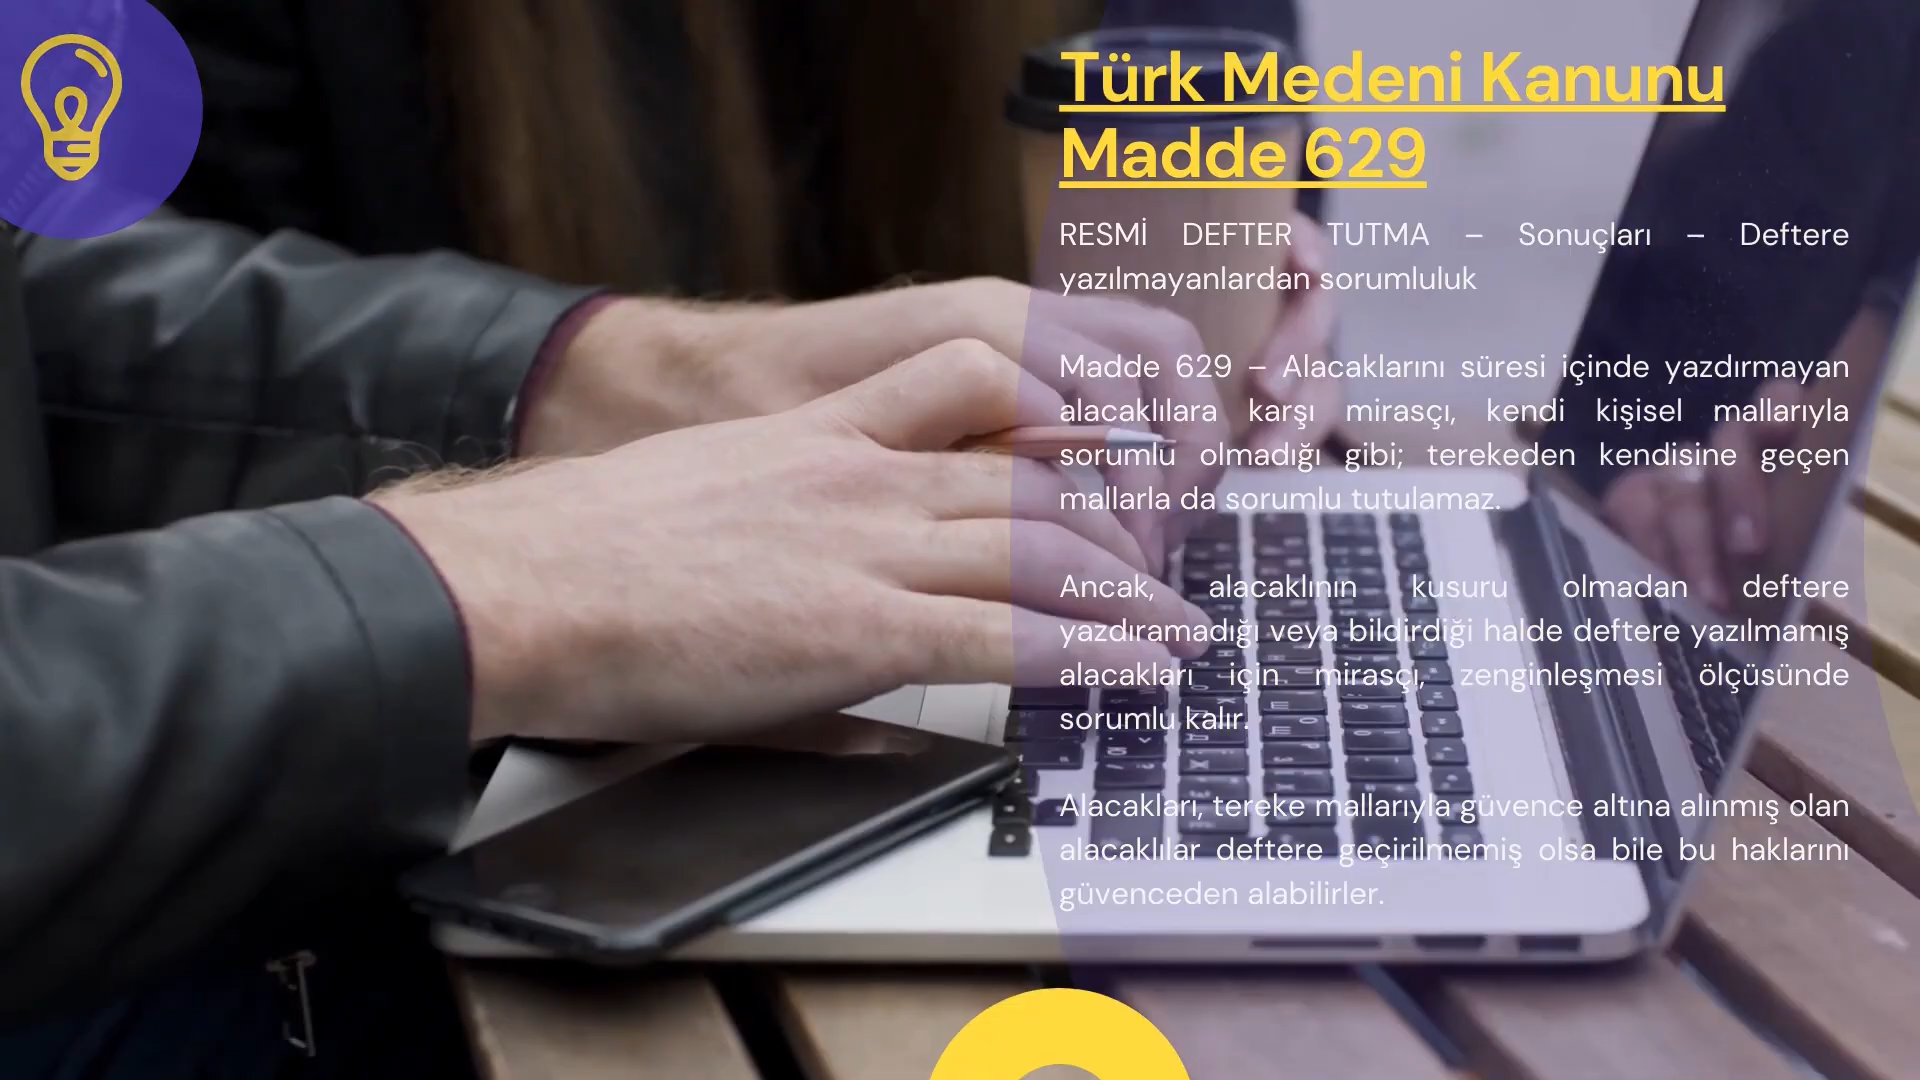 Türk Medeni Kanunu
Madde 629
RESMİ DEFTER TUTMA – Sonuçları – Deftere
yazılmayanlardan sorumluluk
Madde 629 – Alacaklarını süresi içinde yazdırmayan
alacaklılara karşı mirasçı, kendi kişisel mallarıyla
sorumlu olmadığı gibi; terekeden kendisine geçen
mallarla da sorumlu tutulamaz.
Ancak, alacaklının kusuru olmadan deftere
yazdıramadığı veya bildirdiği halde deftere yazılmamış
alacakları için mirasçı, zenginleşmesi ölçüsünde
sorumlu kalır.
Alacakları, tereke mallarıyla güvence altına alınmış olan
alacaklılar deftere geçirilmemiş olsa bile bu haklarını
güvenceden alabilirler.